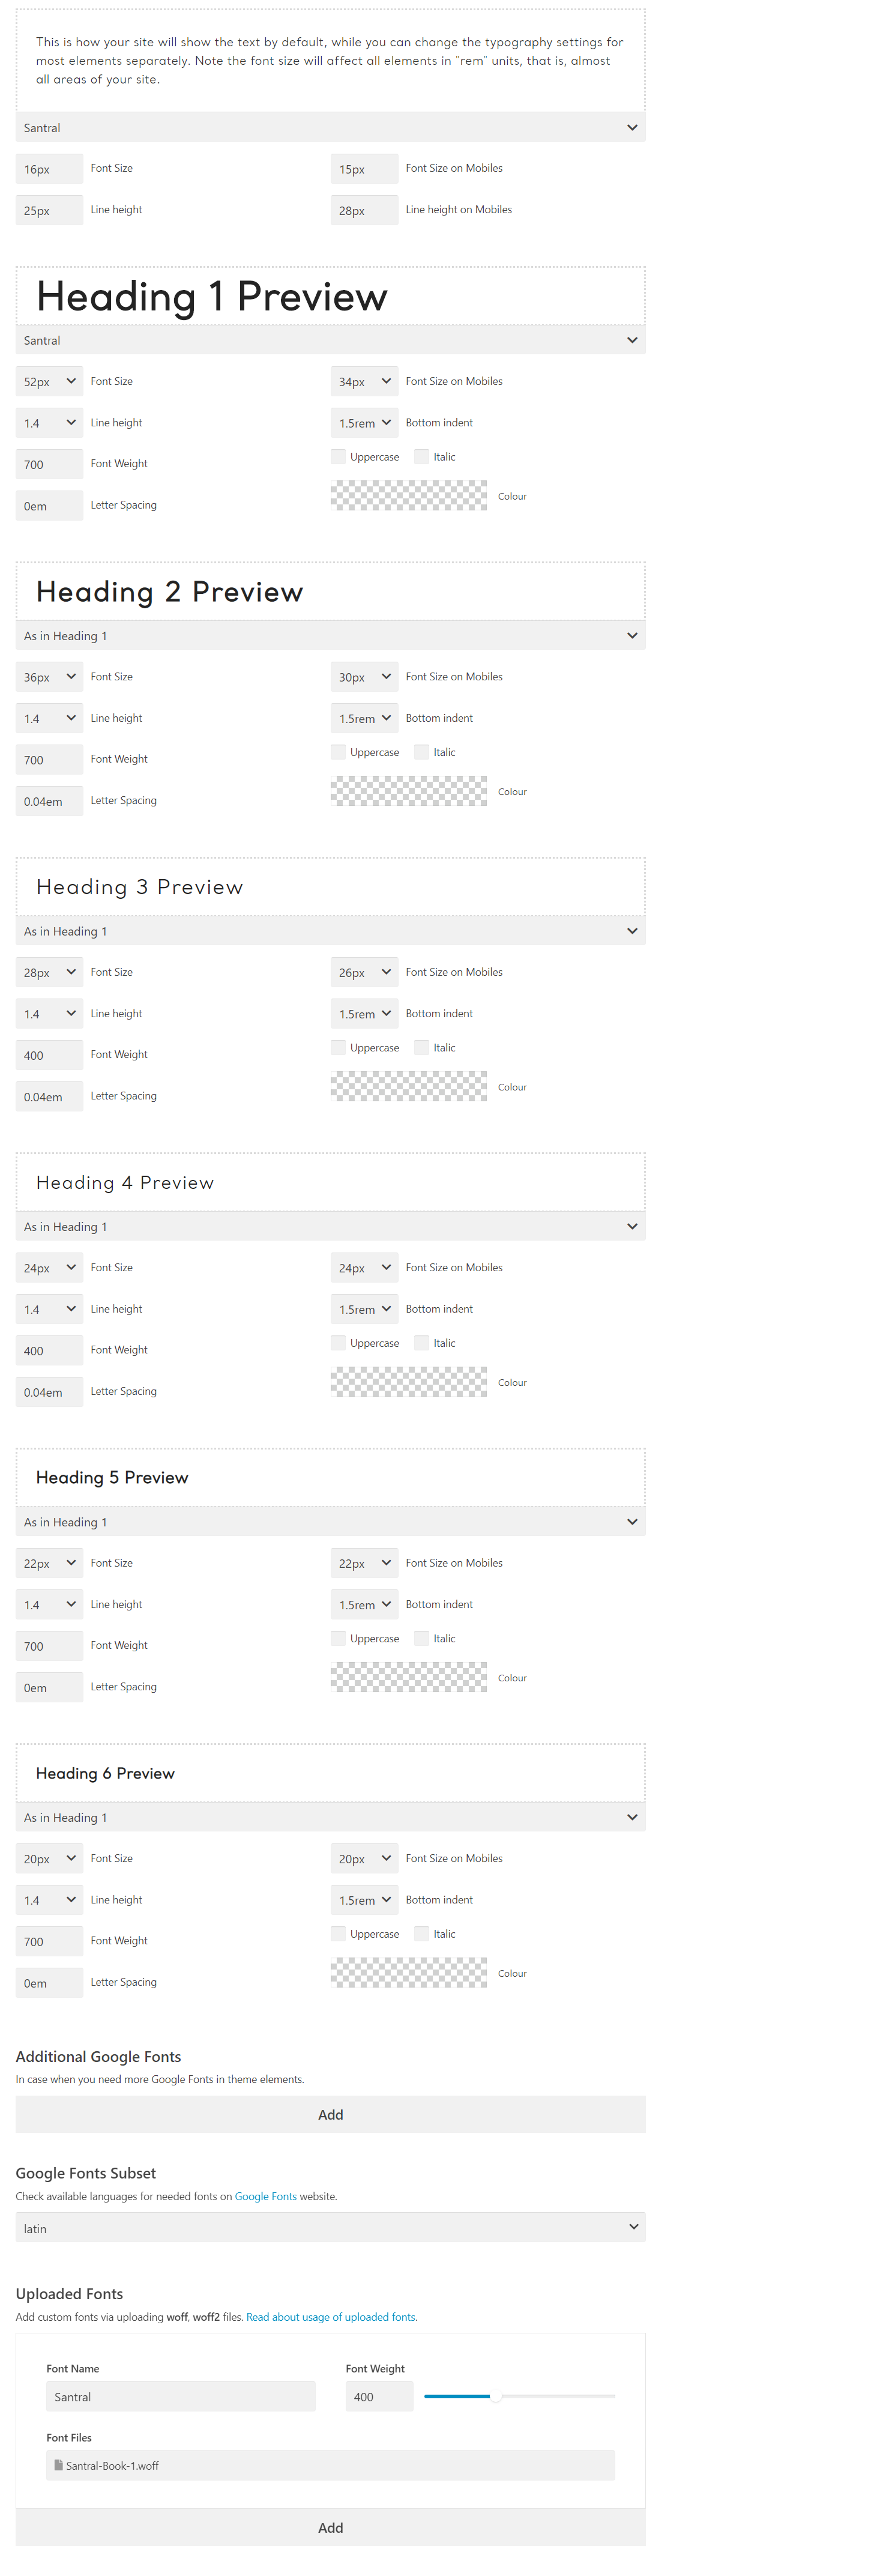 This is how your site will show the text by default, while you can change the typography settings for
most elements separately. Note the font size will affect all elements in "rem" units, that is, almost
all areas of your site.
Santral
16px Font Size 15px Font Size on Mobiles
25px Line height 28px Line height on Mobiles
Heading 1 Preview
Santral
52px Font Size 34px Font Size on Mobiles
1.4 Line height 1.5rem Bottom indent
700 Font Weight Uppercase Italic
0em Letter Spacing Colour
Heading 2 Preview
As in Heading 1
36px Font Size 30px Font Size on Mobiles
1.4 Line height 1.5rem Bottom indent
700 Font Weight Uppercase Italic
0.04em Letter Spacing Colour
Heading 3 Preview
As in Heading 1
28px Font Size 26px Font Size on Mobiles
1.4 Line height 1.5rem Bottom indent
400 Font Weight Uppercase Italic
0.04em Letter Spacing Colour
Heading 4 Preview
As in Heading 1
24px Font Size 24px Font Size on Mobiles
1.4 Line height 1.5rem Bottom indent
400 Font Weight Uppercase Italic
0.04em Letter Spacing Colour
Heading 5 Preview
As in Heading 1
22px Font Size 22px Font Size on Mobiles
1.4 Line height 1.5rem Bottom indent
700 Font Weight Uppercase Italic
0em Letter Spacing Colour
Heading 6 Preview
As in Heading 1
20px Font Size 20px Font Size on Mobiles
1.4 Line height 1.5rem Bottom indent
700 Font Weight Uppercase Italic
0em Letter Spacing Colour
Additional Google Fonts
In case when you need more Google Fonts in theme elements.
Add
Google Fonts Subset
Check available languages for needed fonts on Google Fonts website.
latin
Uploaded Fonts
Add custom fonts via uploading woff, woff2 files. Read about usage of uploaded fonts.
Font Name Font Weight
Santral 400
Font Files
Santral-Book-1.woff
Add